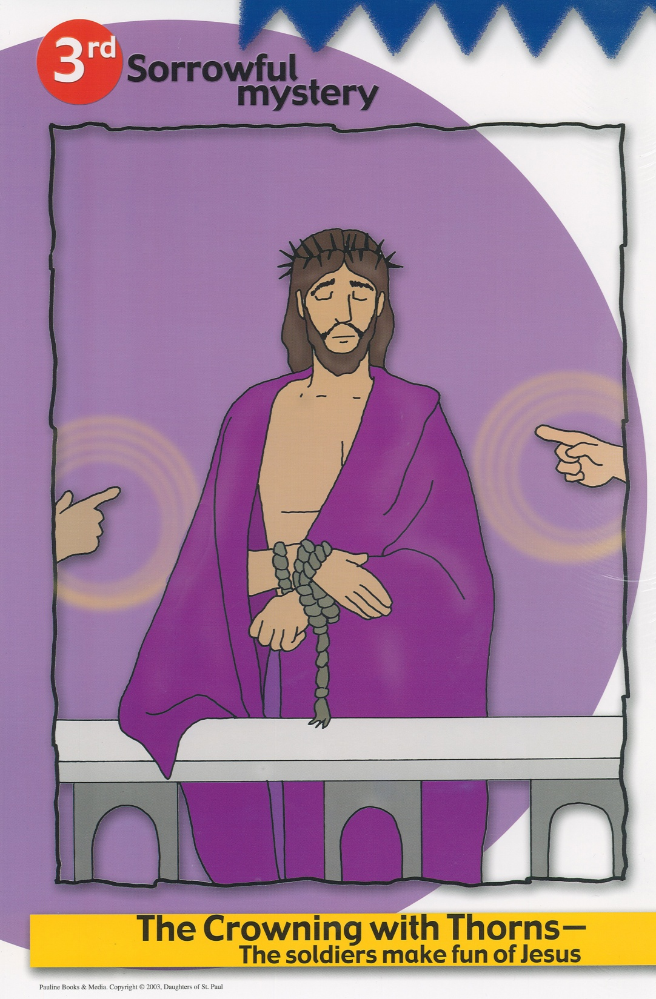 3rd
Sorrowful
mystery
The Crowning with Thorns—
The soldiers make fun of Jesus
Pauline Books & Media. Copyright © 2003, Daughters of St. Paul